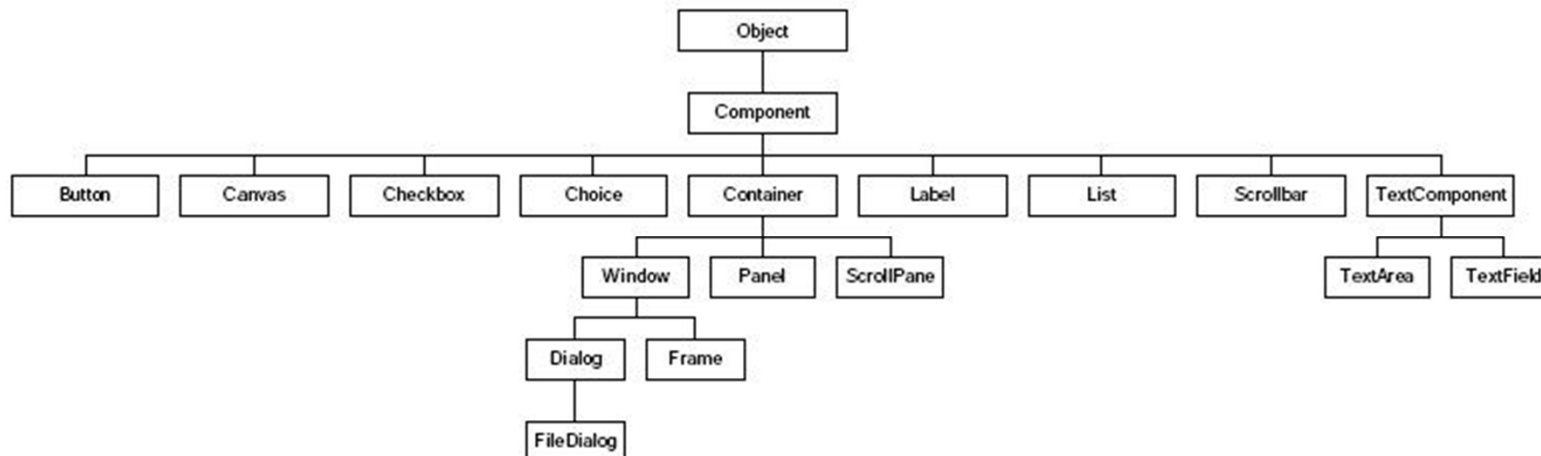 Object
Component
Button
Canvas
Checkbox
Choice
Container
Label
List
Scrollbar
TextComponent
Window
Panel
ScrollPane
TextArea
TextField
Dialog
Frame
FileDialog